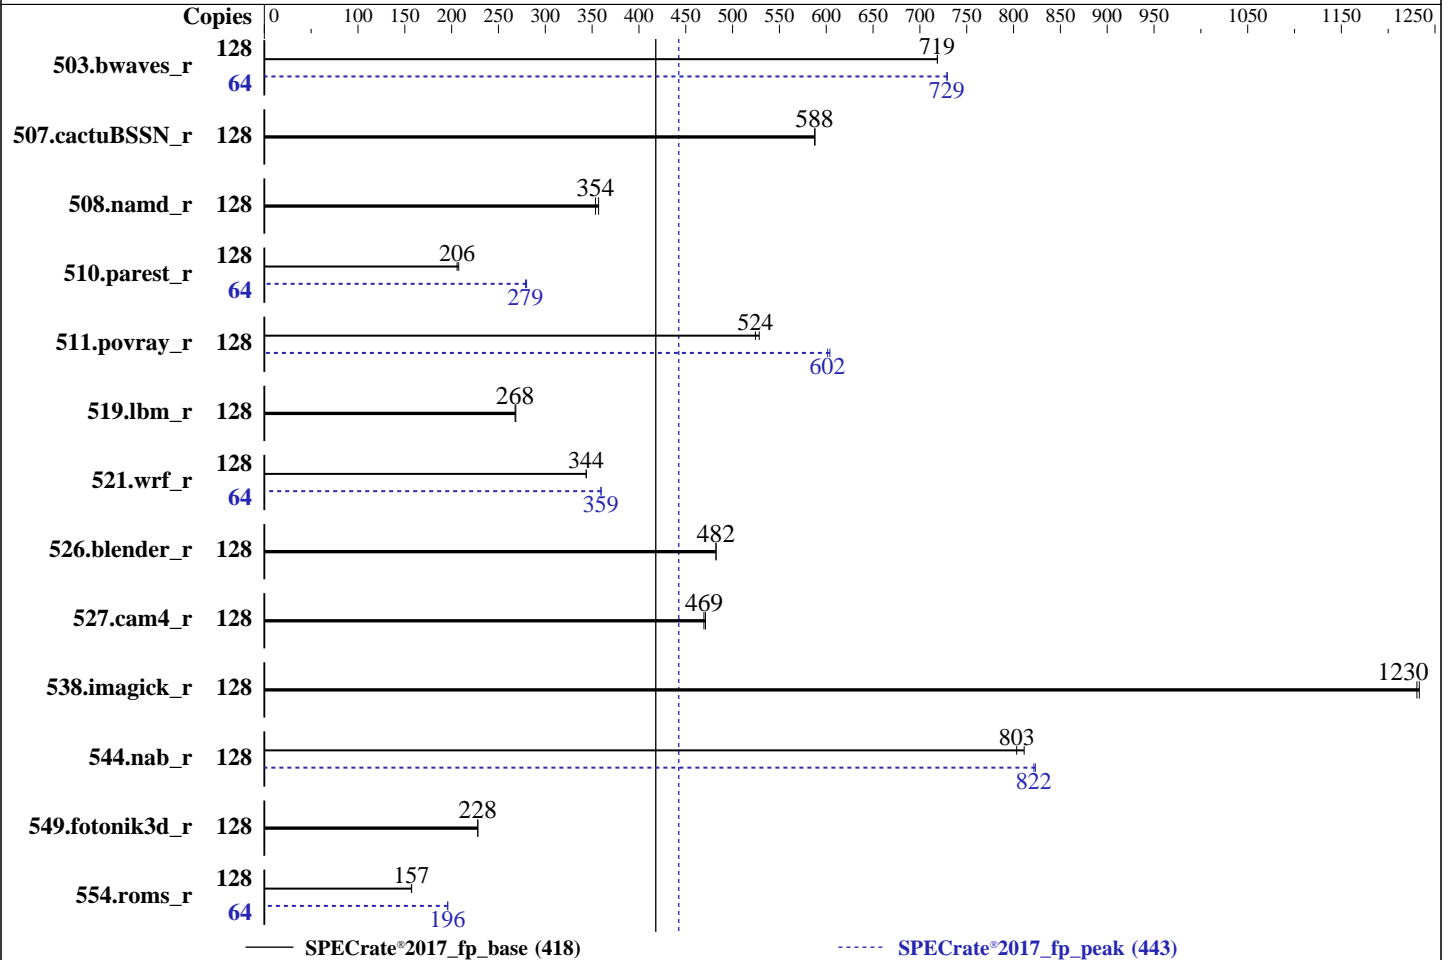 Copies 0 100 150 200 250 300 350 400 450 500 550 600 650 700 750 800 850 900 950 1050 1150 1250
503.bwaves_r 128 719
64 729
507.cactuBSSN_r 128 588
508.namd_r 128 354
510.parest_r 128 206
64 279
511.povray_r 128 524
602
519.lbm_r 128 268
521.wrf_r 128 344
64 359
526.blender_r 128 482
527.cam4_r 128 469
538.imagick_r 128 1230
544.nab_r 128 803
822
549.fotonik3d_r 128 228
554.roms_r 128 157
64 196
SPECrate®2017_fp_base (418) SPECrate®2017_fp_peak (443)